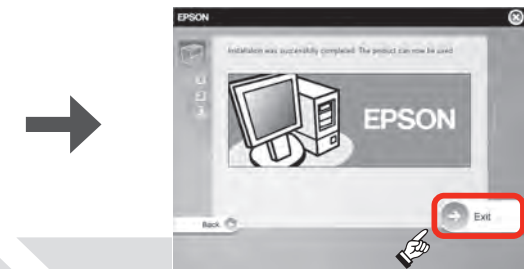 EPSON
Installation was successfully completed. The product can now be used.
EPSON
Exit
Back